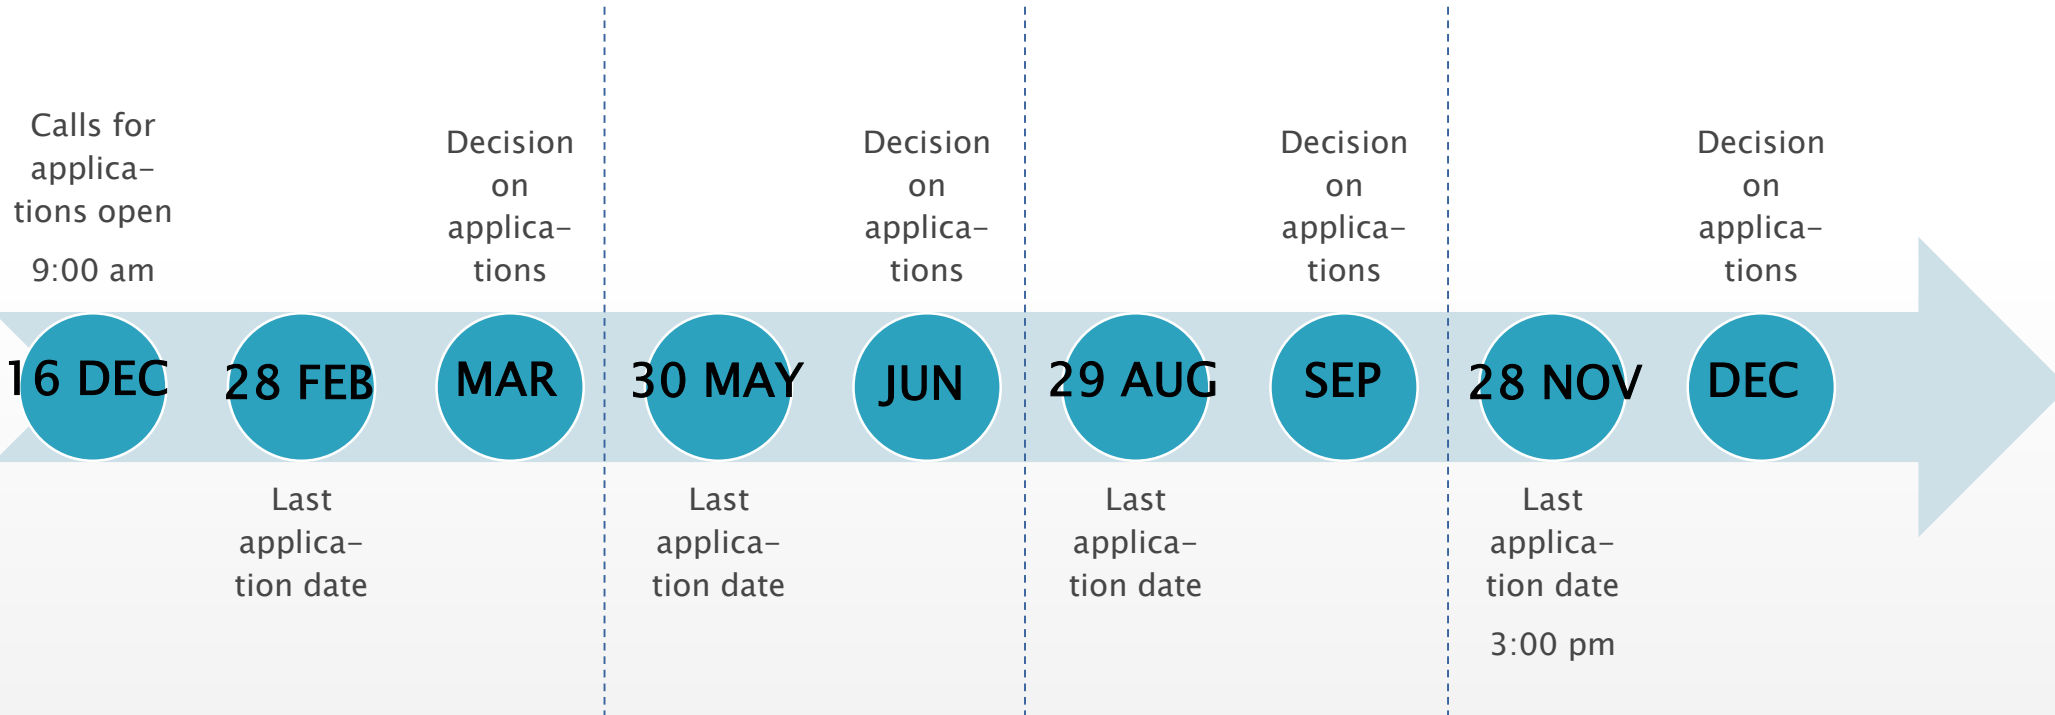 Calls for
applica-
tions open
9:00 am
Decision
on
applica-
tions
Decision
on
applica-
tions
Decision
on
applica-
tions
Decision
on
applica-
tions
16 DEC
28 FEB
MAR
30 MAY
JUN
29 AUG
SEP
28 NOV
DEC
Last
applica-
tion date
Last
applica-
tion date
Last
applica-
tion date
Last
applica-
tion date
3:00 pm